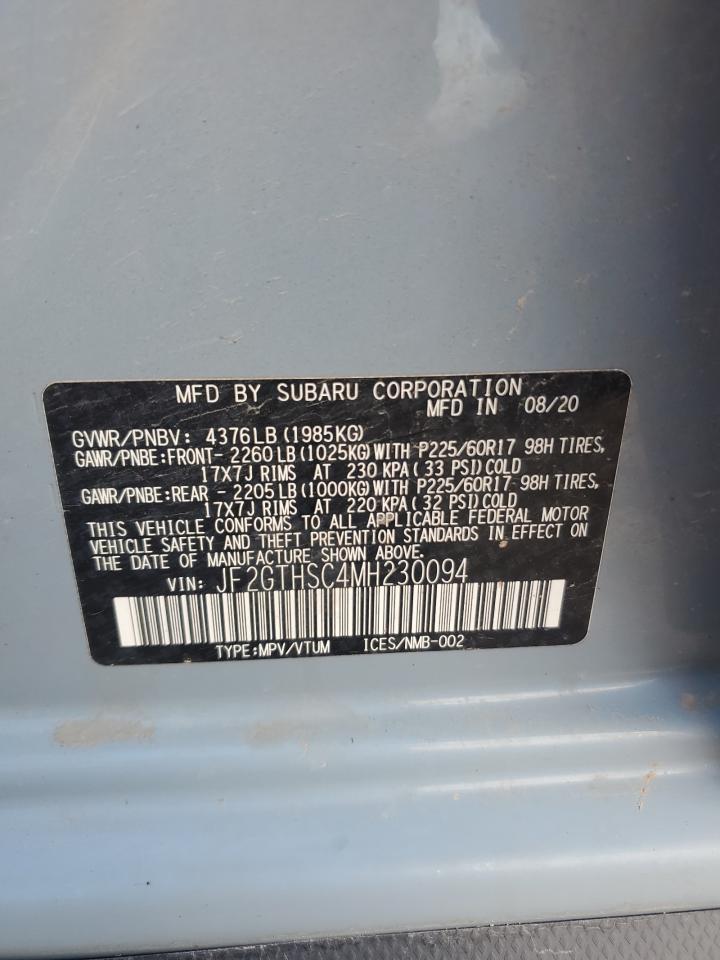 MFD BY SUBARU CORPORATION
MFD IN 08/20
GVWR/PNBV: 4376LB(1985KG)
GAWR/PNBE:FRONT- 2260LB(1025KG)WITH P225/60R17 98H TIRES,
17X7J RIMS AT 230 KPA(33 PSI)COLD
GAWR/PNBE:REAR - 2205LB(1000KG)WITH P225/60R17 98H TIRES,
17X7J RIMS AT 220 KPA(32 PSI)COLD
THIS VEHICLE CONFORMS TO ALL APPLICABLE FEDERAL MOTOR
VEHICLE SAFETY AND THEFT PREVENTION STANDARDS IN EFFECT ON
THE DATE OF MANUFACTURE SHOWN ABOVE.
VIN: JF2GTHSC4MH230094
TYPE:MPV/VTUM ICES/NMB-002